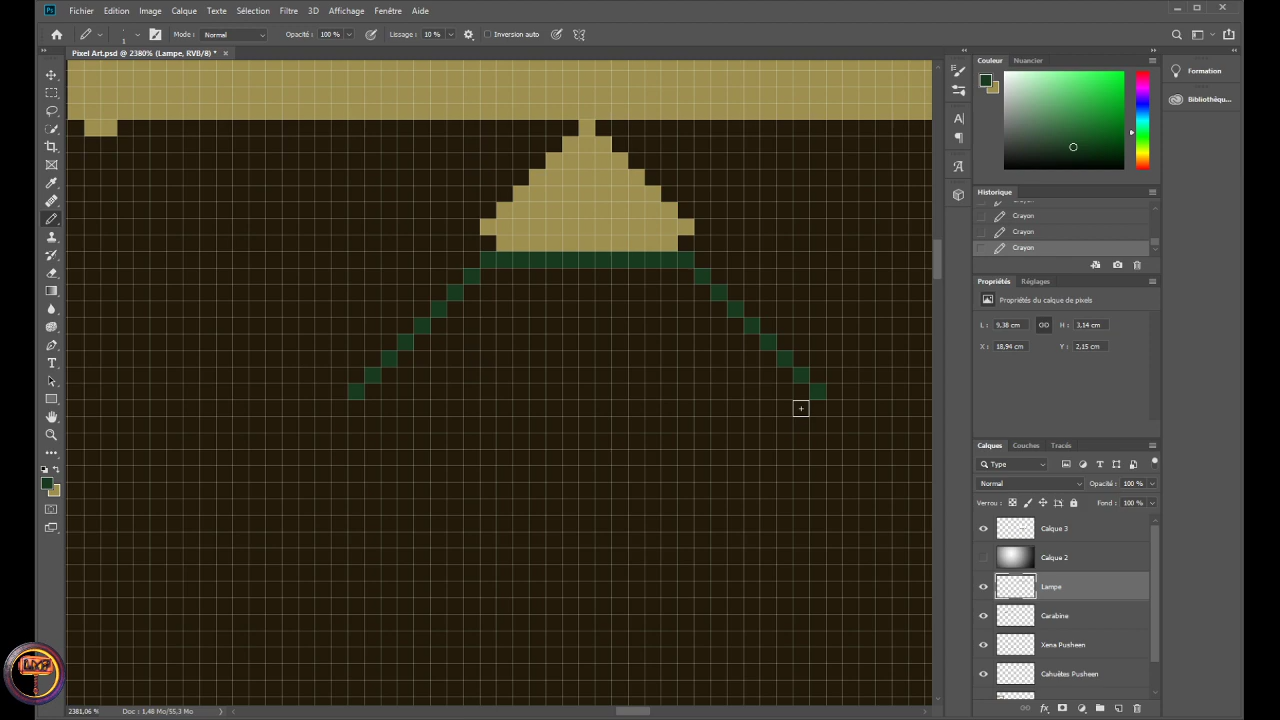 Fichier Edition Image Calque Texte Sélection Filtre 3D Affichage Fenêtre Aide
1 Mode : Normal Opacité : 100 % Lissage : 10 % Inversion auto
Pixel Art.psd @ 2380% (Lampe, RVB/8) *
Couleur Nuancier
Formation
Bibliothèqu...
Historique
Crayon
Crayon
Crayon
Propriétés Réglages
Propriétés du calque de pixels
L : 9,38 cm H : 3,14 cm
X : 18,94 cm Y : 2,15 cm
Calques Couches Tracés
Type
Normal Opacité : 100 %
Verrou : Fond : 100 %
Calque 3
Calque 2
Lampe
Carabine
Xena Pusheen
Cahuètes Pusheen
2381,06 % Doc : 1,48 Mo/55,3 Mo